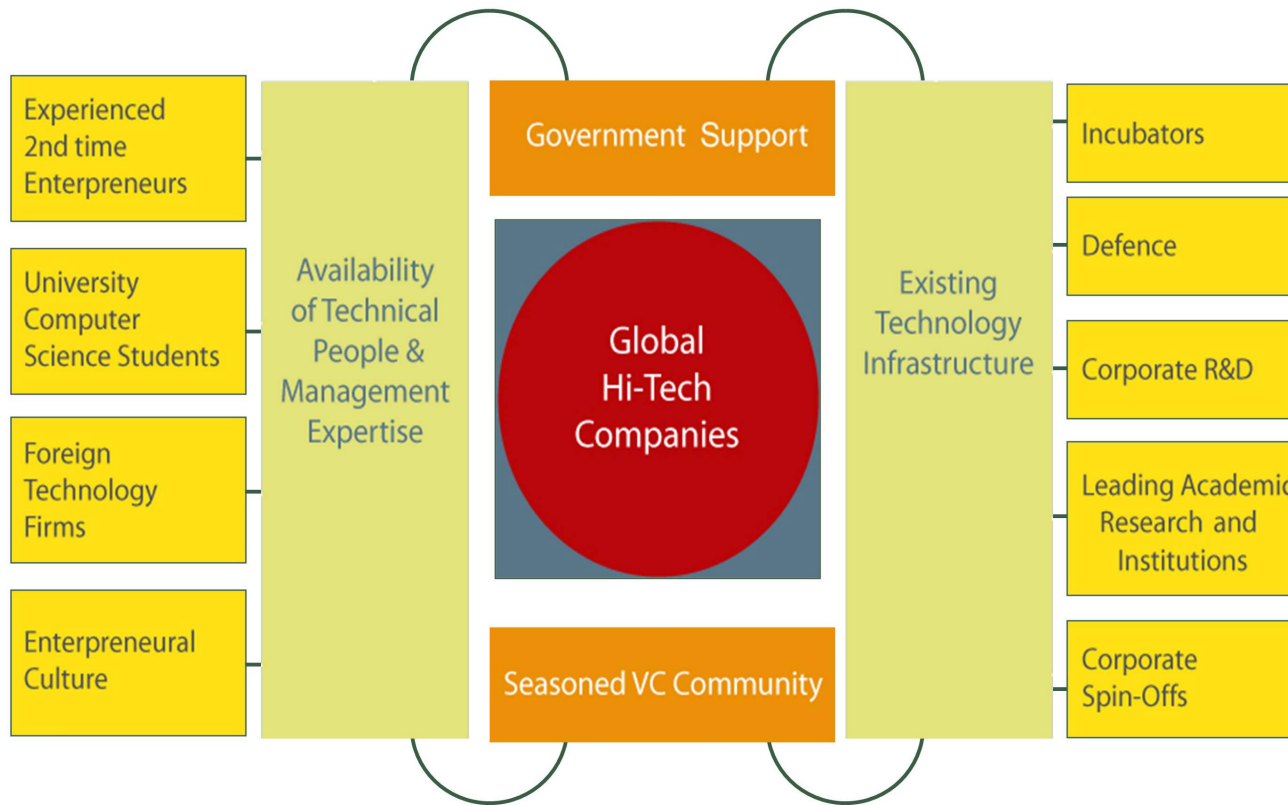 Experienced
2nd time
Enterpreneurs
University
Computer
Science Students
Foreign
Technology
Firms
Enterpreneural
Culture
Availability
of Technical
People &
Management
Expertise
Government Support
Global
Hi-Tech
Companies
Seasoned VC Community
Existing
Technology
Infrastructure
Incubators
Defence
Corporate R&D
Leading Academic
Research and
Institutions
Corporate
Spin-Offs